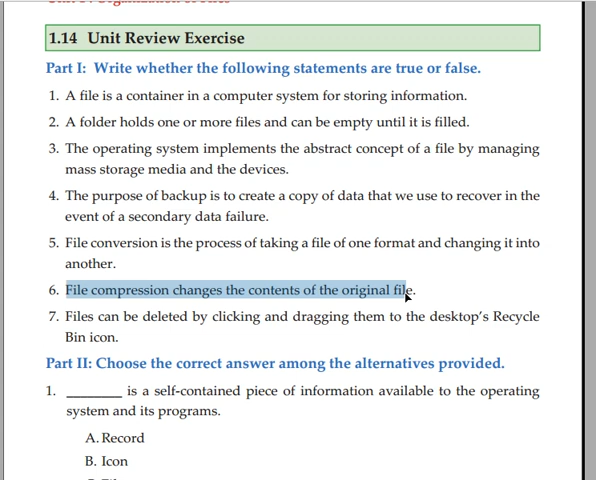 1.14 Unit Review Exercise
Part I: Write whether the following statements are true or false.
1. A file is a container in a computer system for storing information.
2. A folder holds one or more files and can be empty until it is filled.
3. The operating system implements the abstract concept of a file by managing
mass storage media and the devices.
4. The purpose of backup is to create a copy of data that we use to recover in the
event of a secondary data failure.
5. File conversion is the process of taking a file of one format and changing it into
another.
6. File compression changes the contents of the original file.
7. Files can be deleted by clicking and dragging them to the desktop’s Recycle
Bin icon.
Part II: Choose the correct answer among the alternatives provided.
1. ________ is a self-contained piece of information available to the operating
system and its programs.
A. Record
B. Icon